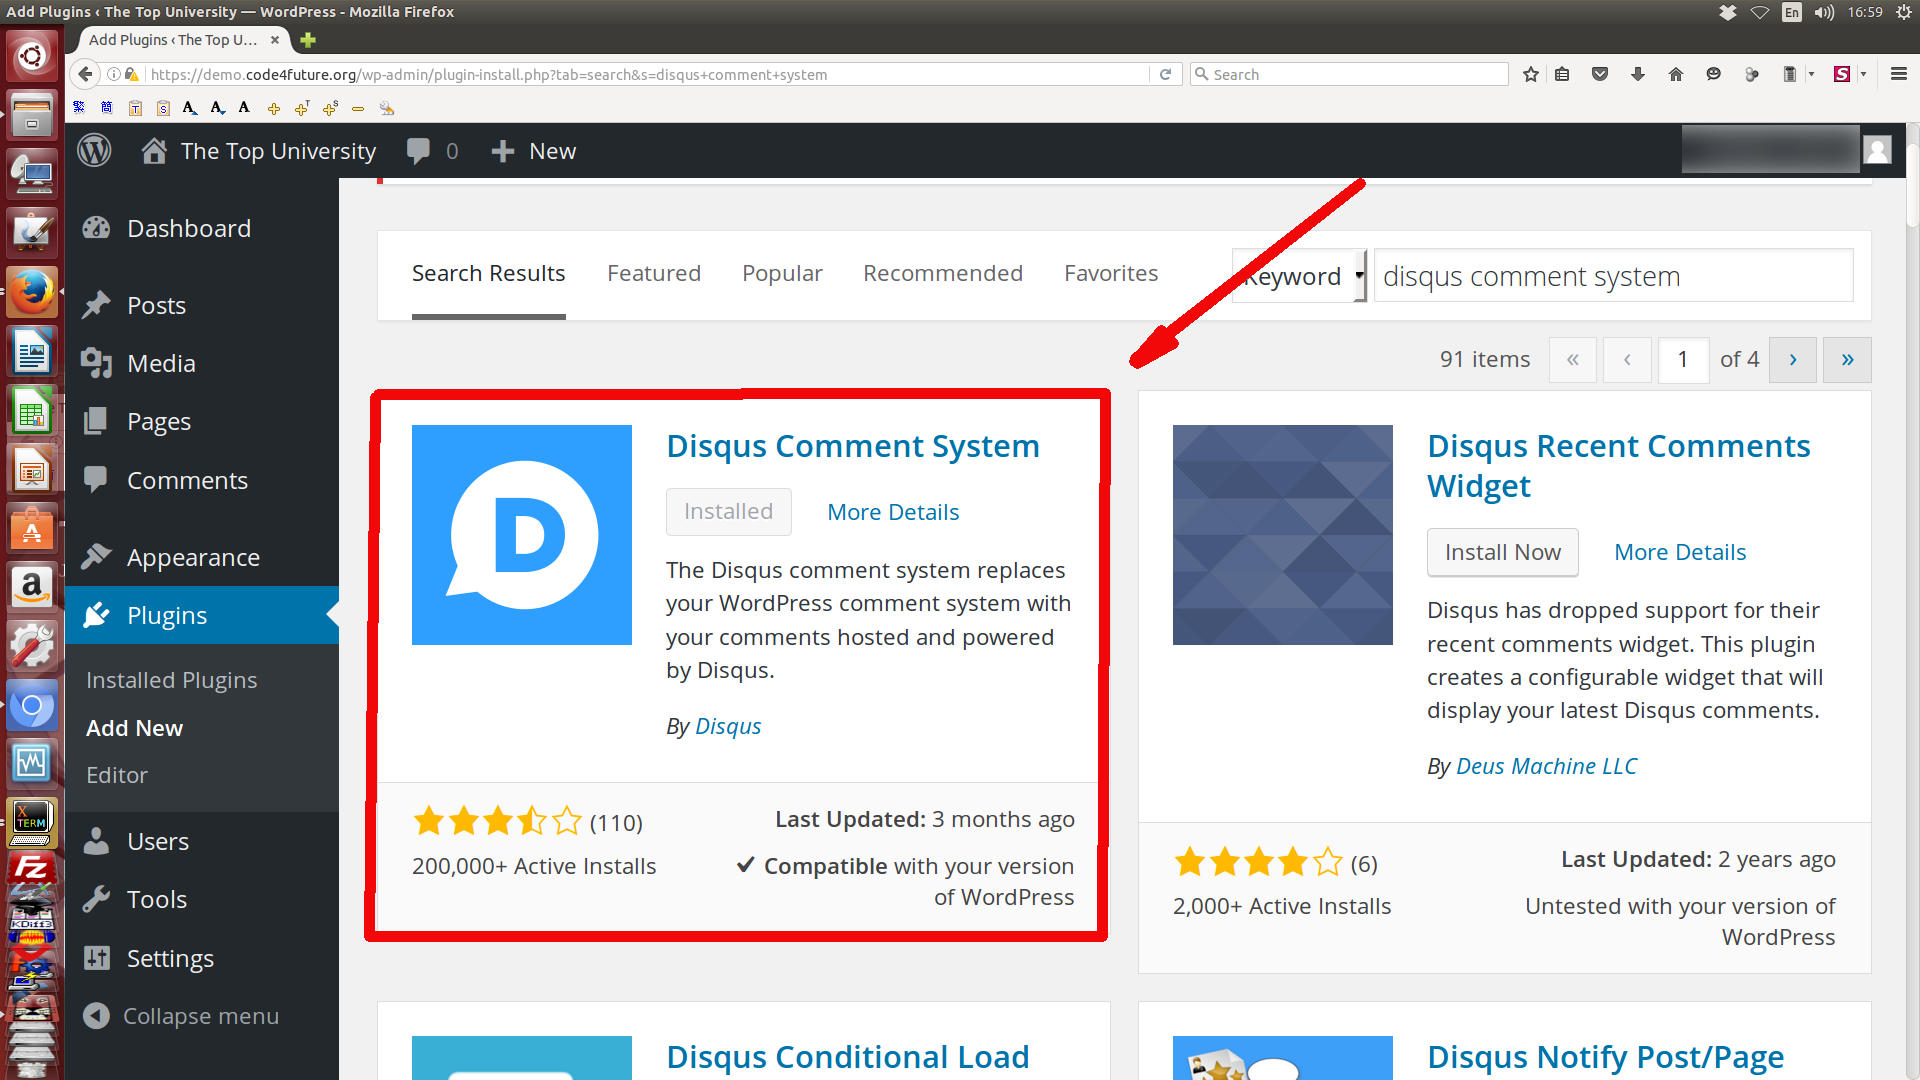 Add Plugins ‹ The Top University — WordPress - Mozilla Firefox
En
16:59
Add Plugins ‹ The Top U...
https://demo.code4future.org/wp-admin/plugin-install.php?tab=search&s=disqus+comment+system
Search
繁 簡 T S A A A T S
The Top University
0
New
Dashboard
Posts
Media
Pages
Comments
Appearance
Plugins
Installed Plugins
Add New
Editor
Users
Tools
Settings
Collapse menu
Search Results
Featured
Popular
Recommended
Favorites
Keyword
disqus comment system
91 items
«
‹
1
of 4
›
»
D
Disqus Comment System
Installed
More Details
The Disqus comment system replaces
your WordPress comment system with
your comments hosted and powered
by Disqus.
By Disqus
(110)
200,000+ Active Installs
Last Updated: 3 months ago
Compatible with your version
of WordPress
Disqus Recent Comments
Widget
Install Now
More Details
Disqus has dropped support for their
recent comments widget. This plugin
creates a configurable widget that will
display your latest Disqus comments.
By Deus Machine LLC
(6)
2,000+ Active Installs
Last Updated: 2 years ago
Untested with your version of
WordPress
Disqus Conditional Load
Disqus Notify Post/Page
X
TERM
FZ
KDiff3